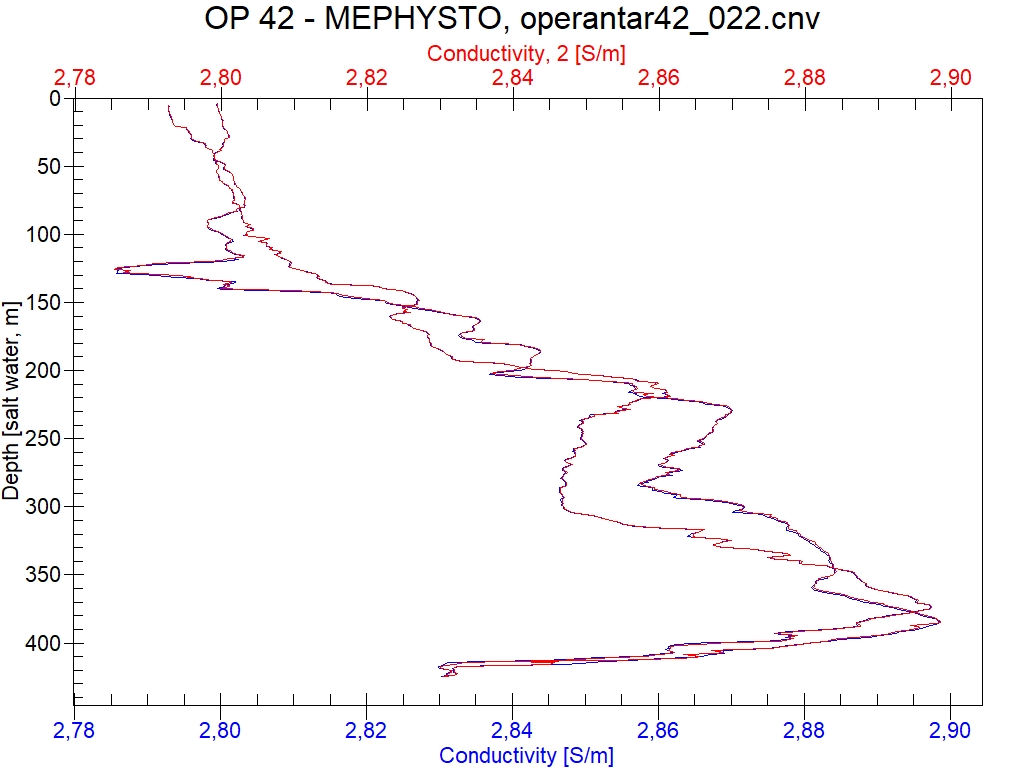 OP 42 - MEPHYSTO, operantar42_022.cnv
Conductivity, 2 [S/m]
2,78 2,80 2,82 2,84 2,86 2,88 2,90
0
50
100
150
200
250
300
350
400
Depth [salt water, m]
2,78 2,80 2,82 2,84 2,86 2,88 2,90
Conductivity [S/m]